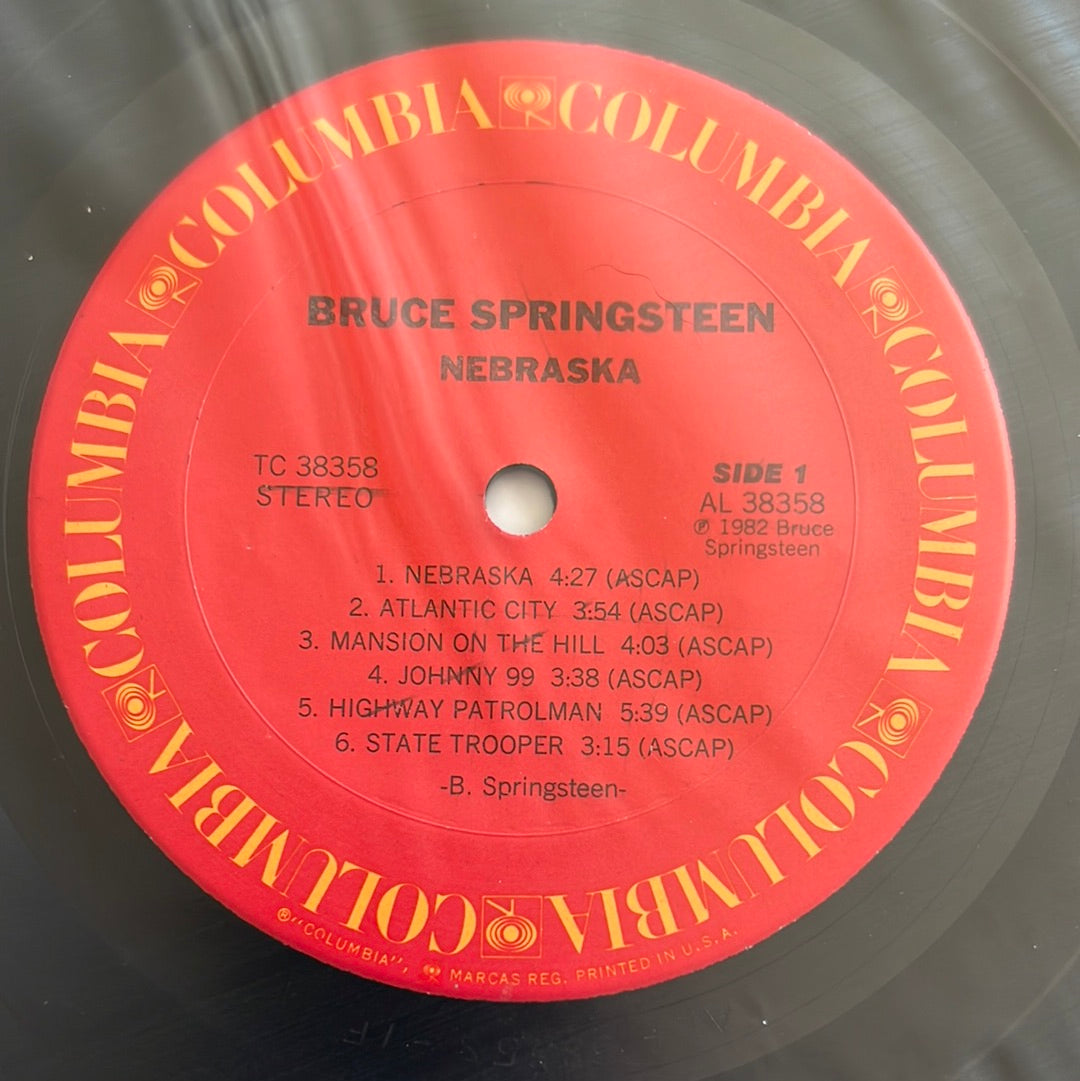 COLUMBIA COLUMBIA COLUMBIA COLUMBIA COLUMBIA COLUMBIA
BRUCE SPRINGSTEEN
NEBRASKA
TC 38358
STEREO
SIDE 1
AL 38358
℗ 1982 Bruce
Springsteen
1. NEBRASKA 4:27 (ASCAP)
2. ATLANTIC CITY 3:54 (ASCAP)
3. MANSION ON THE HILL 4:03 (ASCAP)
4. JOHNNY 99 3:38 (ASCAP)
5. HIGHWAY PATROLMAN 5:39 (ASCAP)
6. STATE TROOPER 3:15 (ASCAP)
-B. Springsteen-
®"COLUMBIA", MARCAS REG. PRINTED IN U.S.A.